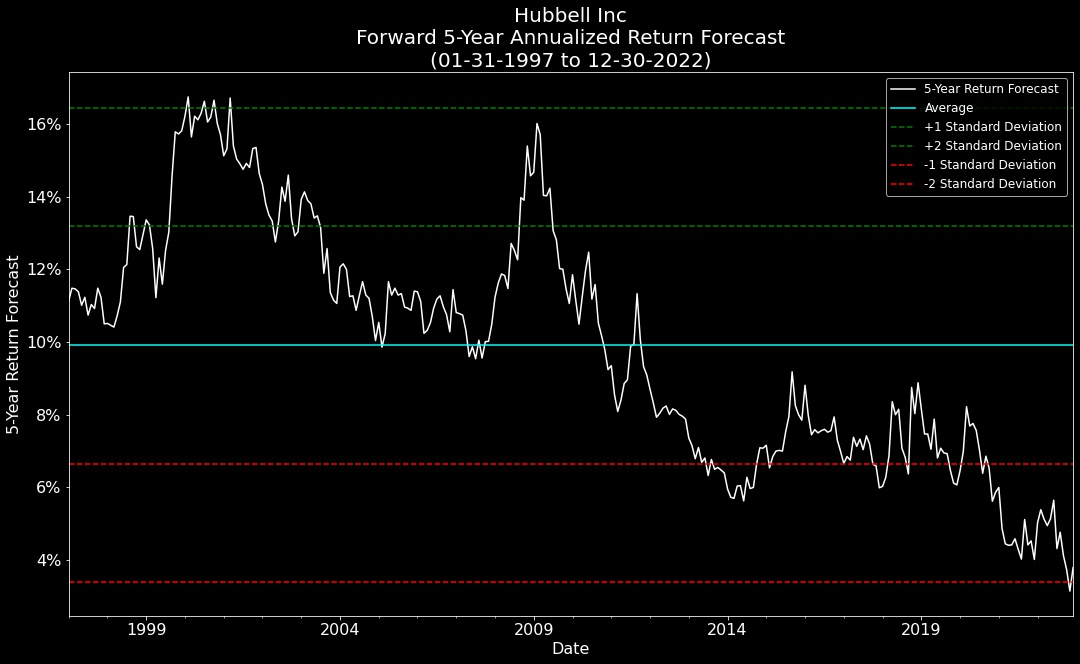 Hubbell Inc
Forward 5-Year Annualized Return Forecast
(01-31-1997 to 12-30-2022)
5-Year Return Forecast
Average
+1 Standard Deviation
+2 Standard Deviation
-1 Standard Deviation
-2 Standard Deviation
16%
14%
12%
10%
8%
6%
4%
5-Year Return Forecast
1999
2004
2009
2014
2019
Date